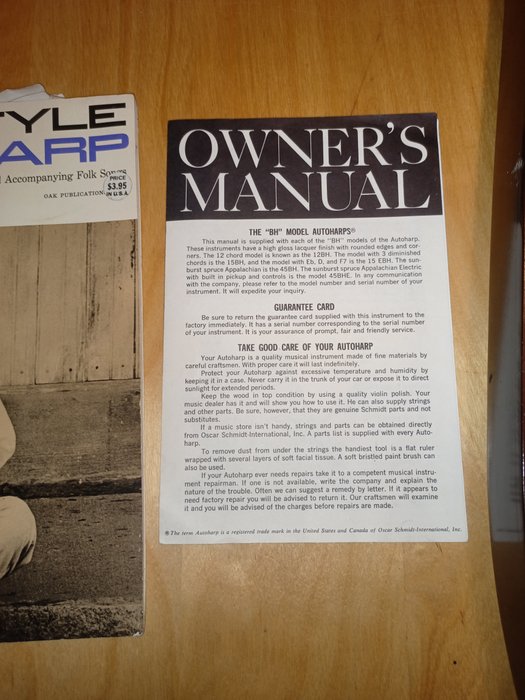 TYLE
ARP
Accompanying Folk Songs
PRICE
$3.95
IN U.S.A.
OAK PUBLICATION
OWNER'S
MANUAL
THE "BH" MODEL AUTOHARPS®
This manual is supplied with each of the "BH" models of the Autoharp.
These instruments have a high gloss lacquer finish with rounded edges and cor-
ners. The 12 chord model is known as the 12BH. The model with 3 diminished
chords is the 15BH, and the model with Eb, D, and F7 is the 15 EBH. The sun-
burst spruce Appalachian is the 45BH. The sunburst spruce Appalachian Electric
with built in pickup and controls is the model 45BHE. In any communication
with the company, please refer to the model number and serial number of your
instrument. It will expedite your inquiry.
GUARANTEE CARD
Be sure to return the guarantee card supplied with this instrument to the
factory immediately. It has a serial number corresponding to the serial number
of your instrument. It is your assurance of prompt, fair and friendly service.
TAKE GOOD CARE OF YOUR AUTOHARP
Your Autoharp is a quality musical instrument made of fine materials by
careful craftsmen. With proper care it will last indefinitely.
Protect your Autoharp against excessive temperature and humidity by
keeping it in a case. Never carry it in the trunk of your car or expose it to direct
sunlight for extended periods.
Keep the wood in top condition by using a quality violin polish. Your
music dealer has it and will show you how to use it. He can also supply strings
and other parts. Be sure, however, that they are genuine Schmidt parts and not
substitutes.
If a music store isn't handy, strings and parts can be obtained directly
from Oscar Schmidt-International, Inc. A parts list is supplied with every Auto-
harp.
To remove dust from under the strings the handiest tool is a flat ruler
wrapped with several layers of soft facial tissue. A soft bristled paint brush can
also be used.
If your Autoharp ever needs repairs take it to a competent musical instru-
ment repairman. If one is not available, write the company and explain the
nature of the trouble. Often we can suggest a remedy by letter. If it appears to
need factory repair you will be advised to return it. Our craftsmen will examine
it and you will be advised of the charges before repairs are made.
® The term Autoharp is a registered trade mark in the United States and Canada of Oscar Schmidt-International, Inc.